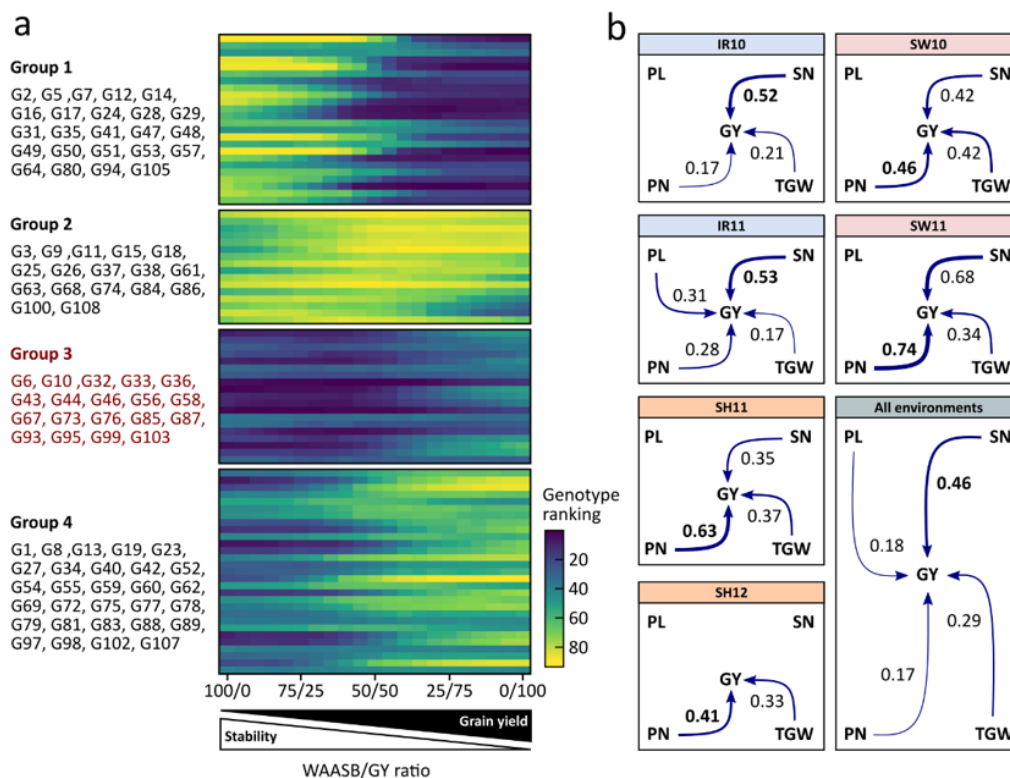 a
Group 1
G2, G5 ,G7, G12, G14,
G16, G17, G24, G28, G29,
G31, G35, G41, G47, G48,
G49, G50, G51, G53, G57,
G64, G80, G94, G105
Group 2
G3, G9, G11, G15, G18,
G25, G26, G37, G38, G61,
G63, G68, G74, G84, G86,
G100, G108
Group 3
G6, G10 ,G32, G33, G36,
G43, G44, G46, G56, G58,
G67, G73, G76, G85, G87,
G93, G95, G99, G103
Group 4
G1, G8 ,G13, G19, G23,
G27, G34, G40, G42, G52,
G54, G55, G59, G60, G62,
G69, G72, G75, G77, G78,
G79, G81, G83, G88, G89,
G97, G98, G102, G107
Genotype
ranking
20
40
60
80
100/0 75/25 50/50 25/75 0/100
Grain yield
Stability
WAASB/GY ratio
b
IR10
PL SN
0.52
GY
0.17 0.21
PN TGW
SW10
PL SN
0.42
GY
0.46 0.42
PN TGW
IR11
PL SN
0.31 0.53
GY
0.28 0.17
PN TGW
SW11
PL SN
0.68
GY
0.74 0.34
PN TGW
SH11
PL SN
0.35
GY
0.63 0.37
PN TGW
All environments
PL SN
0.46
0.18
GY
0.29
0.17
PN TGW
SH12
PL SN
GY
0.41 0.33
PN TGW